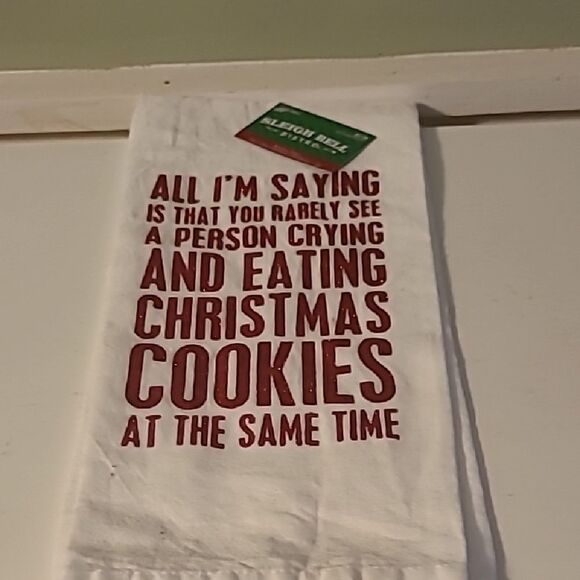 SLEIGH BELL
BISTRO
ALL I'M SAYING
IS THAT YOU RARELY SEE
A PERSON CRYING
AND EATING
CHRISTMAS
COOKIES
AT THE SAME TIME